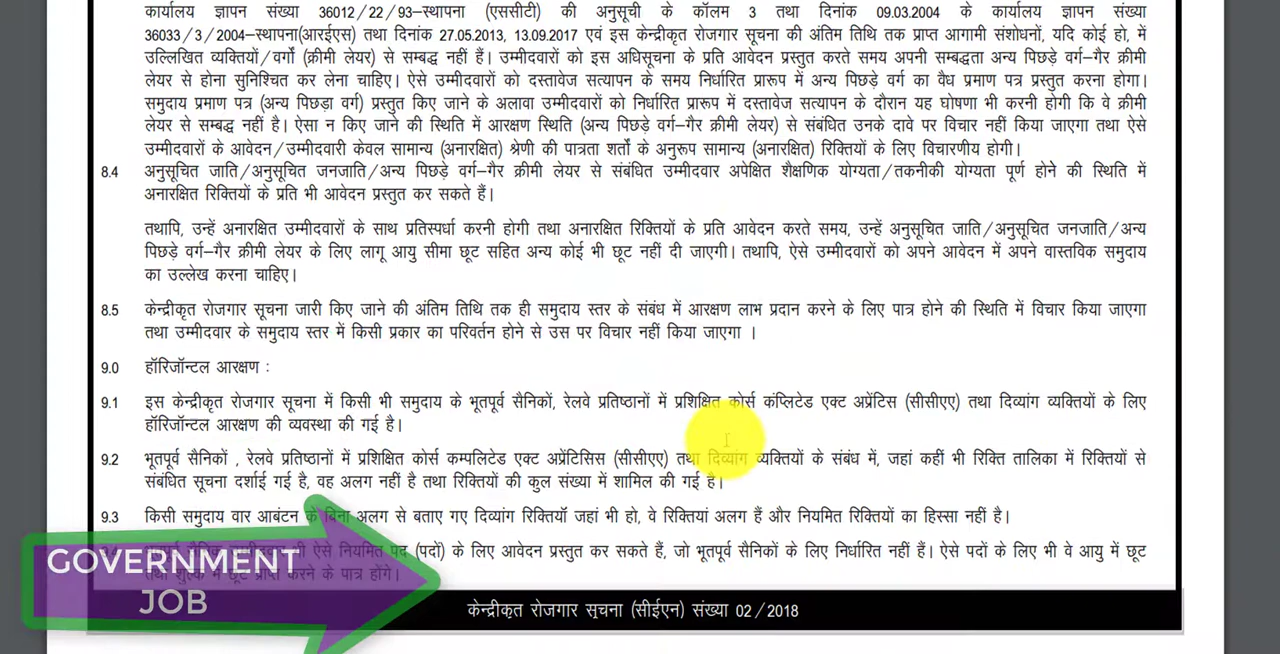 कार्यालय ज्ञापन संख्या 36012/22/93–स्थापना (एससीटी) की अनुसूची के कॉलम 3 तथा दिनांक 09.03.2004 के कार्यालय ज्ञापन संख्या
36033/3/2004–स्थापना(आरईएस) तथा दिनांक 27.05.2013, 13.09.2017 एवं इस केन्द्रीकृत रोजगार सूचना की अंतिम तिथि तक प्राप्त आगामी संशोधनों, यदि कोई हो, में
उल्लिखित व्यक्तियों/वर्गों (क्रीमी लेयर) से सम्बद्ध नहीं हैं। उम्मीदवारों को इस अधिसूचना के प्रति आवेदन प्रस्तुत करते समय अपनी सम्बद्धता अन्य पिछड़े वर्ग–गैर क्रीमी
लेयर से होना सुनिश्चित कर लेना चाहिए। ऐसे उम्मीदवारों को दस्तावेज सत्यापन के समय निर्धारित प्रारूप में अन्य पिछड़े वर्ग का वैध प्रमाण पत्र प्रस्तुत करना होगा।
समुदाय प्रमाण पत्र (अन्य पिछड़ा वर्ग) प्रस्तुत किए जाने के अलावा उम्मीदवारों को निर्धारित प्रारूप में दस्तावेज सत्यापन के दौरान यह घोषणा भी करनी होगी कि वे क्रीमी
लेयर से सम्बद्ध नहीं है। ऐसा न किए जाने की स्थिति में आरक्षण स्थिति (अन्य पिछड़े वर्ग–गैर क्रीमी लेयर) से संबंधित उनके दावे पर विचार नहीं किया जाएगा तथा ऐसे
उम्मीदवारों के आवेदन/उम्मीदवारी केवल सामान्य (अनारक्षित) श्रेणी की पात्रता शर्तों के अनुरूप सामान्य (अनारक्षित) रिक्तियों के लिए विचारणीय होगी।
8.4 अनुसूचित जाति/अनुसूचित जनजाति/अन्य पिछड़े वर्ग–गैर क्रीमी लेयर से संबंधित उम्मीदवार अपेक्षित शैक्षणिक योग्यता/तकनीकी योग्यता पूर्ण होने की स्थिति में
अनारक्षित रिक्तियों के प्रति भी आवेदन प्रस्तुत कर सकते हैं।
तथापि, उन्हें अनारक्षित उम्मीदवारों के साथ प्रतिस्पर्धा करनी होगी तथा अनारक्षित रिक्तियों के प्रति आवेदन करते समय, उन्हें अनुसूचित जाति/अनुसूचित जनजाति/अन्य
पिछड़े वर्ग–गैर क्रीमी लेयर के लिए लागू आयु सीमा छूट सहित अन्य कोई भी छूट नहीं दी जाएगी। तथापि, ऐसे उम्मीदवारों को अपने आवेदन में अपने वास्तविक समुदाय
का उल्लेख करना चाहिए।
8.5 केन्द्रीकृत रोजगार सूचना जारी किए जाने की अंतिम तिथि तक ही समुदाय स्तर के संबंध में आरक्षण लाभ प्रदान करने के लिए पात्र होने की स्थिति में विचार किया जाएगा
तथा उम्मीदवार के समुदाय स्तर में किसी प्रकार का परिवर्तन होने से उस पर विचार नहीं किया जाएगा ।
9.0 हॉरिजॉन्टल आरक्षण :
9.1 इस केन्द्रीकृत रोजगार सूचना में किसी भी समुदाय के भूतपूर्व सैनिकों, रेलवे प्रतिष्ठानों में प्रशिक्षित कोर्स कंप्लिटेड एक्ट अप्रेंटिस (सीसीएए) तथा दिव्यांग व्यक्तियों के लिए
हॉरिजॉन्टल आरक्षण की व्यवस्था की गई है।
9.2 भूतपूर्व सैनिकों , रेलवे प्रतिष्ठानों में प्रशिक्षित कोर्स कम्पलिटेड एक्ट अप्रेंटिसिस (सीसीएए) तथा दिव्यांग व्यक्तियों के संबंध में, जहां कहीं भी रिक्ति तालिका में रिक्तियों से
संबंधित सूचना दर्शाई गई है, वह अलग नहीं है तथा रिक्तियों की कुल संख्या में शामिल की गई है।
9.3 किसी समुदाय वार आबंटन के बिना अलग से बताए गए दिव्यांग रिक्तियॉं जहां भी हो, वे रिक्तियां अलग हैं और नियमित रिक्तियों का हिस्सा नहीं है।
ऐसे नियमित पद (पदों) के लिए आवेदन प्रस्तुत कर सकते हैं, जो भूतपूर्व सैनिकों के लिए निर्धारित नहीं हैं। ऐसे पदों के लिए भी वे आयु में छूट
तथा शुल्क में छूट प्राप्त करने के पात्र होंगे।
GOVERNMENT
JOB
केन्द्रीकृत रोजगार सूचना (सीईएन) संख्या 02/2018